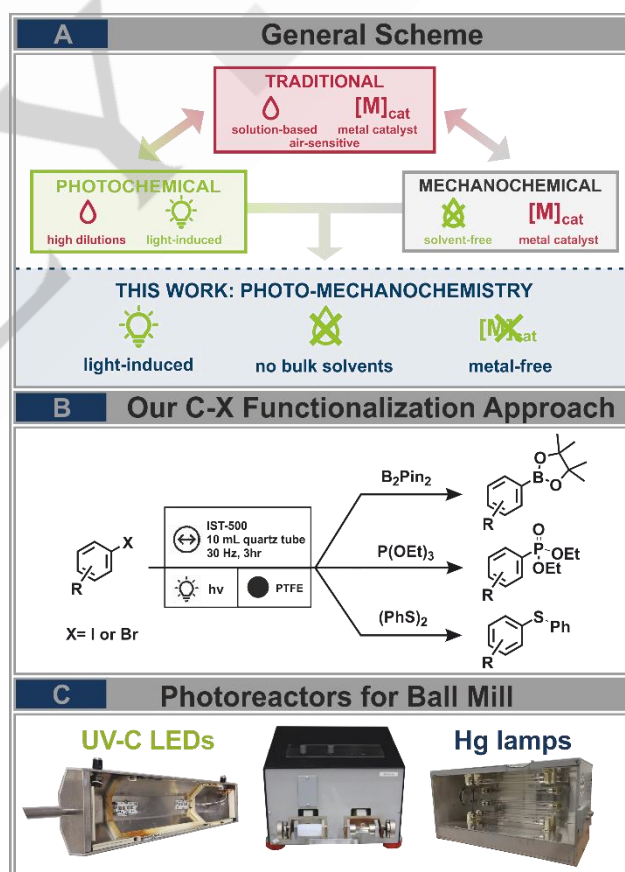 A General Scheme
TRADITIONAL
[M]cat
solution-based metal catalyst
air-sensitive
PHOTOCHEMICAL
high dilutions light-induced
MECHANOCHEMICAL
[M]cat
solvent-free metal catalyst
THIS WORK: PHOTO-MECHANOCHEMISTRY
[M]cat
light-induced no bulk solvents metal-free
B Our C-X Functionalization Approach
X
R
X= I or Br
IST-500
10 mL quartz tube
30 Hz, 3hr
hv PTFE
B2Pin2
O
B
O
R
P(OEt)3
O
P OEt
OEt
R
(PhS)2
S Ph
R
C Photoreactors for Ball Mill
UV-C LEDs Hg lamps